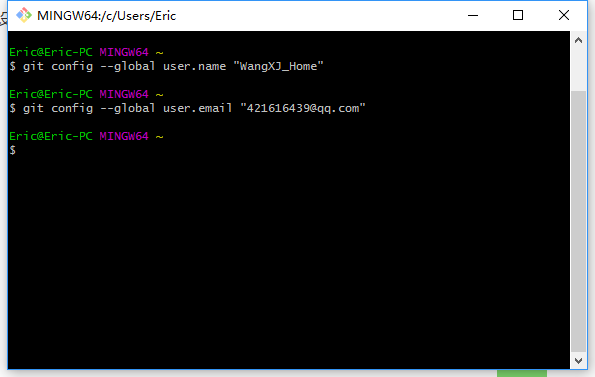 MINGW64:/c/Users/Eric
Eric@Eric-PC MINGW64 ~
$ git config --global user.name "WangXJ_Home"
Eric@Eric-PC MINGW64 ~
$ git config --global user.email "421616439@qq.com"
Eric@Eric-PC MINGW64 ~
$